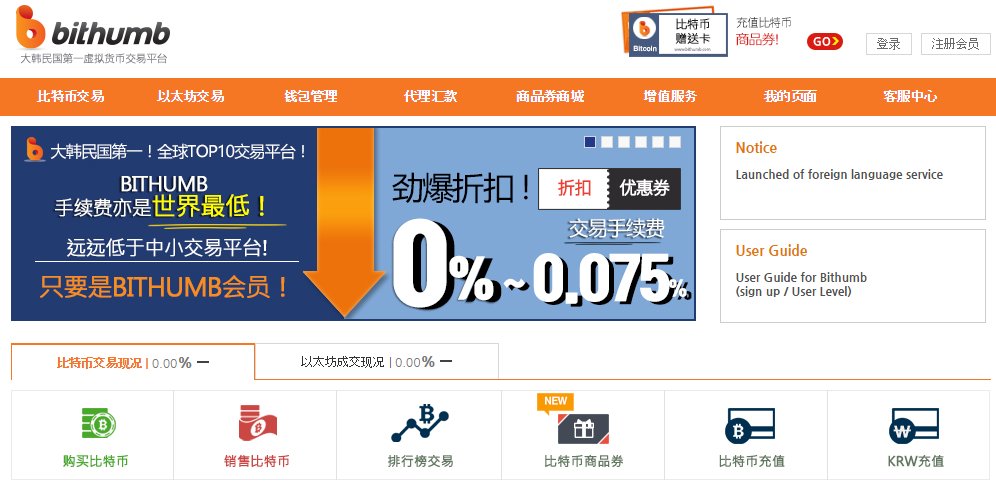 bithumb
大韩民国第一虚拟货币交易平台
Bitcoin
比特币
赠送卡
www.bithumb.com
充值比特币
商品券!
GO
登录
注册会员
比特币交易
以太坊交易
钱包管理
代理汇款
商品券商城
增值服务
我的页面
客服中心
大韩民国第一！全球TOP10交易平台！
BITHUMB
手续费亦是世界最低！
远远低于中小交易平台!
只要是BITHUMB会员！
劲爆折扣！
折扣 优惠券
交易手续费
0%~0.075%
Notice
Launched of foreign language service
User Guide
User Guide for Bithumb
(sign up / User Level)
比特币交易现况 | 0.00% ー
以太坊成交现况 | 0.00% ー
购买比特币
销售比特币
排行榜交易
NEW
比特币商品券
比特币充值
KRW充值